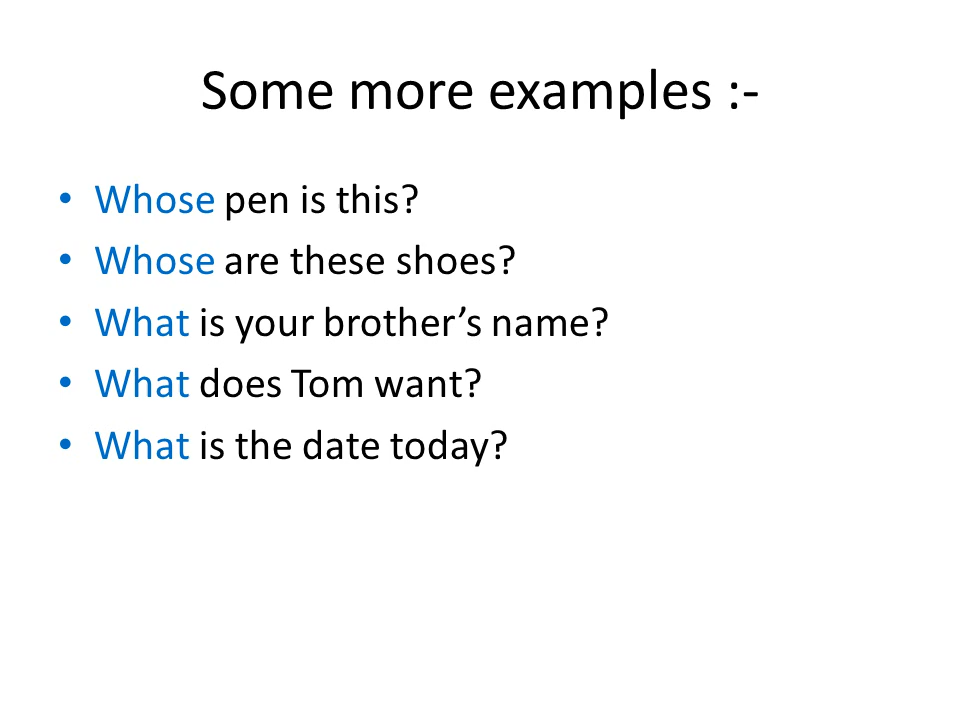 Some more examples :-
• Whose pen is this?
• Whose are these shoes?
• What is your brother’s name?
• What does Tom want?
• What is the date today?